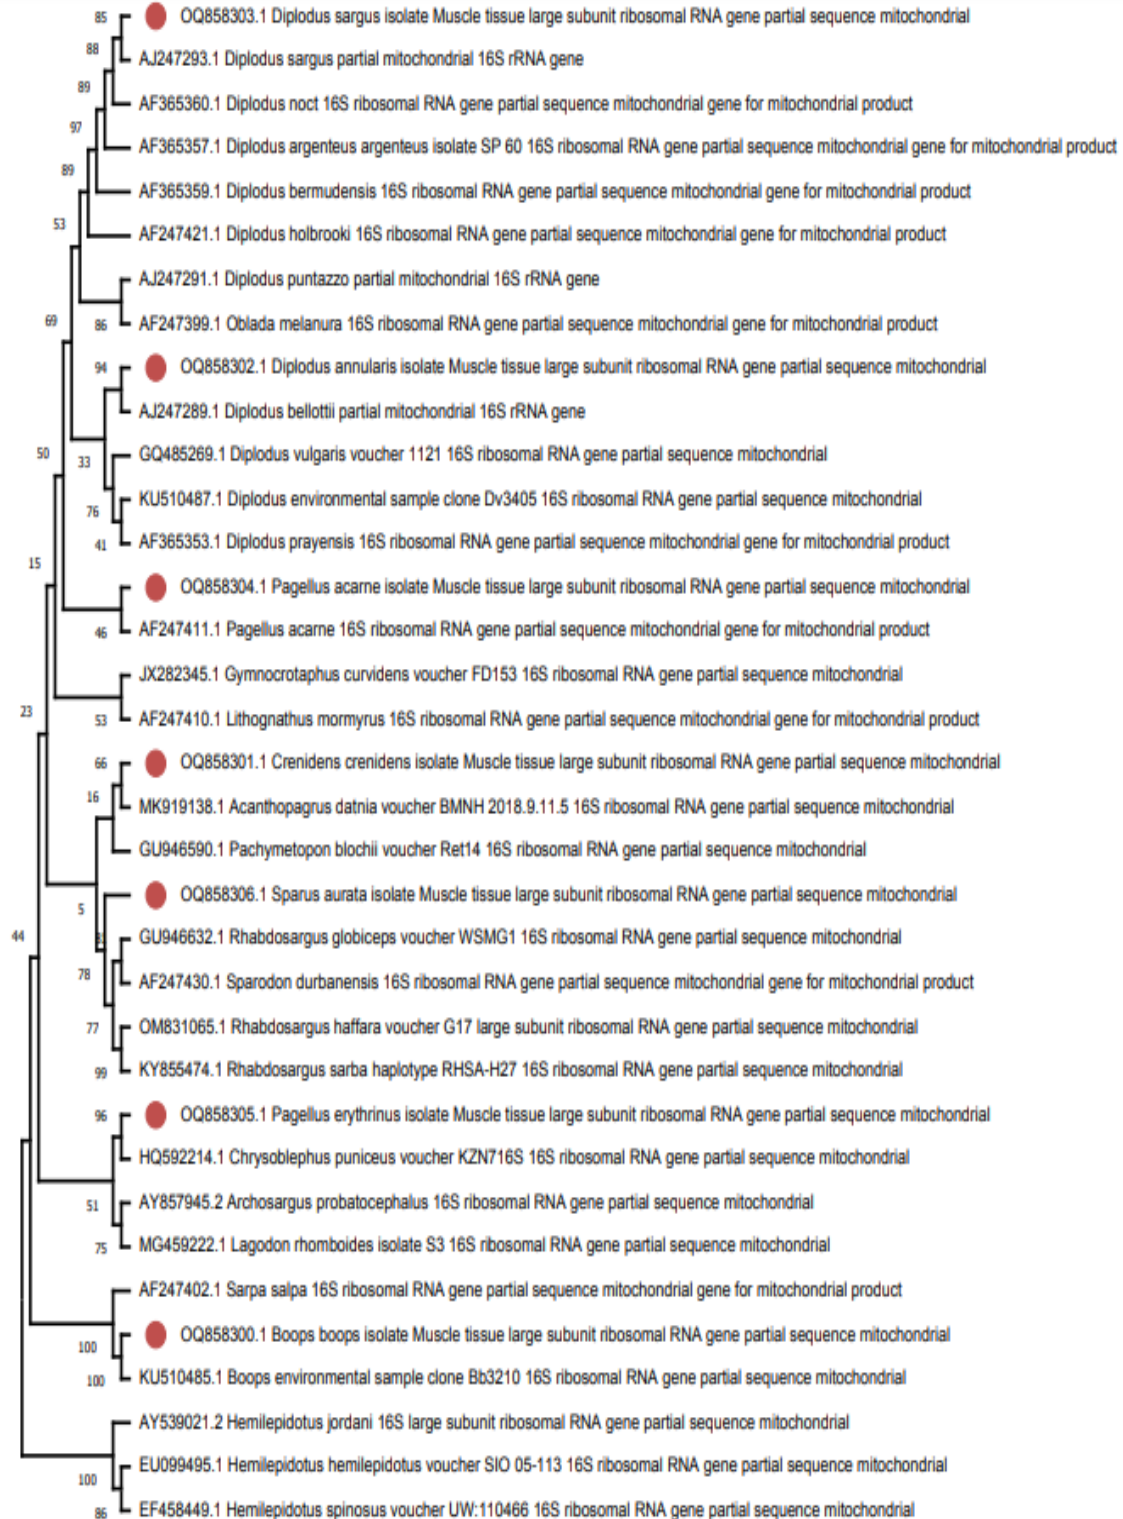 85
OQ858303.1 Diplodus sargus isolate Muscle tissue large subunit ribosomal RNA gene partial sequence mitochondrial
88
AJ247293.1 Diplodus sargus partial mitochondrial 16S rRNA gene
89
AF365360.1 Diplodus noct 16S ribosomal RNA gene partial sequence mitochondrial gene for mitochondrial product
97
AF365357.1 Diplodus argenteus argenteus isolate SP 60 16S ribosomal RNA gene partial sequence mitochondrial gene for mitochondrial product
89
AF365359.1 Diplodus bermudensis 16S ribosomal RNA gene partial sequence mitochondrial gene for mitochondrial product
53
AF247421.1 Diplodus holbrooki 16S ribosomal RNA gene partial sequence mitochondrial gene for mitochondrial product
AJ247291.1 Diplodus puntazzo partial mitochondrial 16S rRNA gene
69
86
AF247399.1 Oblada melanura 16S ribosomal RNA gene partial sequence mitochondrial gene for mitochondrial product
94
OQ858302.1 Diplodus annularis isolate Muscle tissue large subunit ribosomal RNA gene partial sequence mitochondrial
AJ247289.1 Diplodus bellottii partial mitochondrial 16S rRNA gene
50
33
GQ485269.1 Diplodus vulgaris voucher 1121 16S ribosomal RNA gene partial sequence mitochondrial
KU510487.1 Diplodus environmental sample clone Dv3405 16S ribosomal RNA gene partial sequence mitochondrial
76
41
AF365353.1 Diplodus prayensis 16S ribosomal RNA gene partial sequence mitochondrial gene for mitochondrial product
15
OQ858304.1 Pagellus acarne isolate Muscle tissue large subunit ribosomal RNA gene partial sequence mitochondrial
46
AF247411.1 Pagellus acarne 16S ribosomal RNA gene partial sequence mitochondrial gene for mitochondrial product
JX282345.1 Gymnocrotaphus curvidens voucher FD153 16S ribosomal RNA gene partial sequence mitochondrial
23
53
AF247410.1 Lithognathus mormyrus 16S ribosomal RNA gene partial sequence mitochondrial gene for mitochondrial product
66
OQ858301.1 Crenidens crenidens isolate Muscle tissue large subunit ribosomal RNA gene partial sequence mitochondrial
16
MK919138.1 Acanthopagrus datnia voucher BMNH 2018.9.11.5 16S ribosomal RNA gene partial sequence mitochondrial
GU946590.1 Pachymetopon blochii voucher Ret14 16S ribosomal RNA gene partial sequence mitochondrial
OQ858306.1 Sparus aurata isolate Muscle tissue large subunit ribosomal RNA gene partial sequence mitochondrial
5
44
GU946632.1 Rhabdosargus globiceps voucher WSMG1 16S ribosomal RNA gene partial sequence mitochondrial
78
AF247430.1 Sparodon durbanensis 16S ribosomal RNA gene partial sequence mitochondrial gene for mitochondrial product
77
OM831065.1 Rhabdosargus haffara voucher G17 large subunit ribosomal RNA gene partial sequence mitochondrial
99
KY855474.1 Rhabdosargus sarba haplotype RHSA-H27 16S ribosomal RNA gene partial sequence mitochondrial
96
OQ858305.1 Pagellus erythrinus isolate Muscle tissue large subunit ribosomal RNA gene partial sequence mitochondrial
HQ592214.1 Chrysoblephus puniceus voucher KZN716S 16S ribosomal RNA gene partial sequence mitochondrial
51
AY857945.2 Archosargus probatocephalus 16S ribosomal RNA gene partial sequence mitochondrial
75
MG459222.1 Lagodon rhomboides isolate S3 16S ribosomal RNA gene partial sequence mitochondrial
AF247402.1 Sarpa salpa 16S ribosomal RNA gene partial sequence mitochondrial gene for mitochondrial product
OQ858300.1 Boops boops isolate Muscle tissue large subunit ribosomal RNA gene partial sequence mitochondrial
100
100
KU510485.1 Boops environmental sample clone Bb3210 16S ribosomal RNA gene partial sequence mitochondrial
AY539021.2 Hemilepidotus jordani 16S large subunit ribosomal RNA gene partial sequence mitochondrial
EU099495.1 Hemilepidotus hemilepidotus voucher SIO 05-113 16S ribosomal RNA gene partial sequence mitochondrial
100
86
EF458449.1 Hemilepidotus spinosus voucher UW:110466 16S ribosomal RNA gene partial sequence mitochondrial